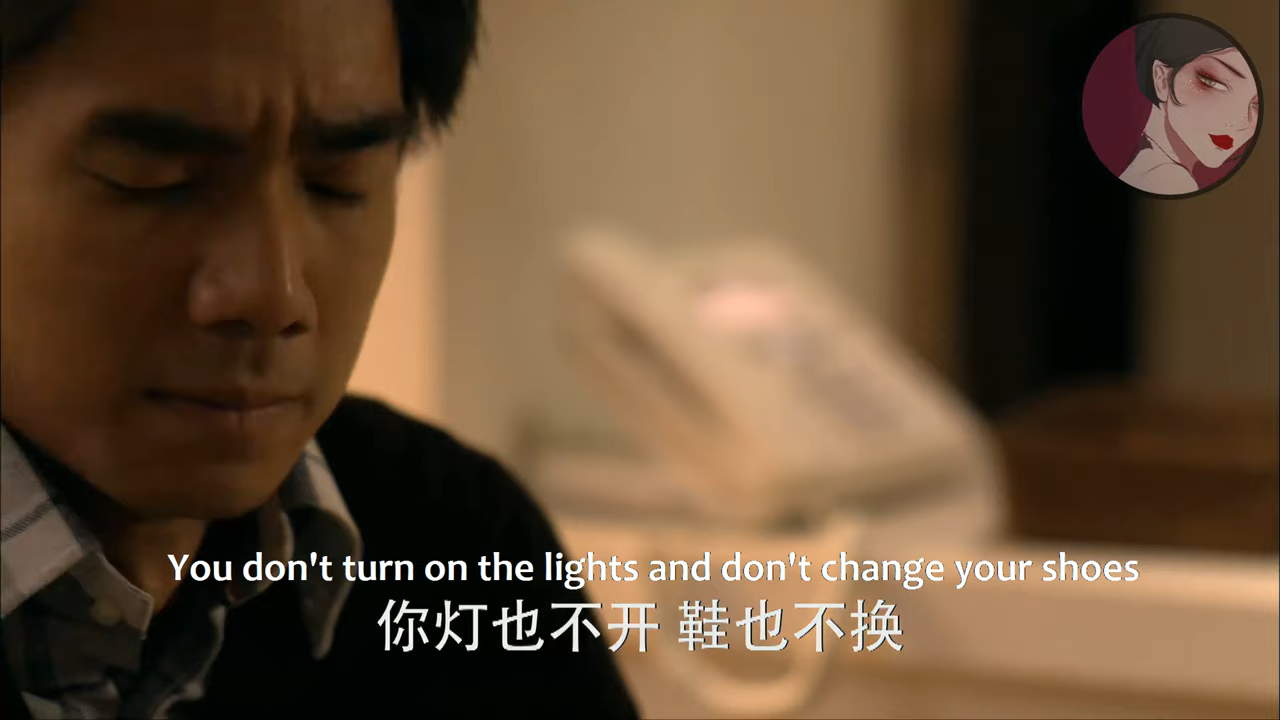 You don't turn on the lights and don't change your shoes
你灯也不开 鞋也不换